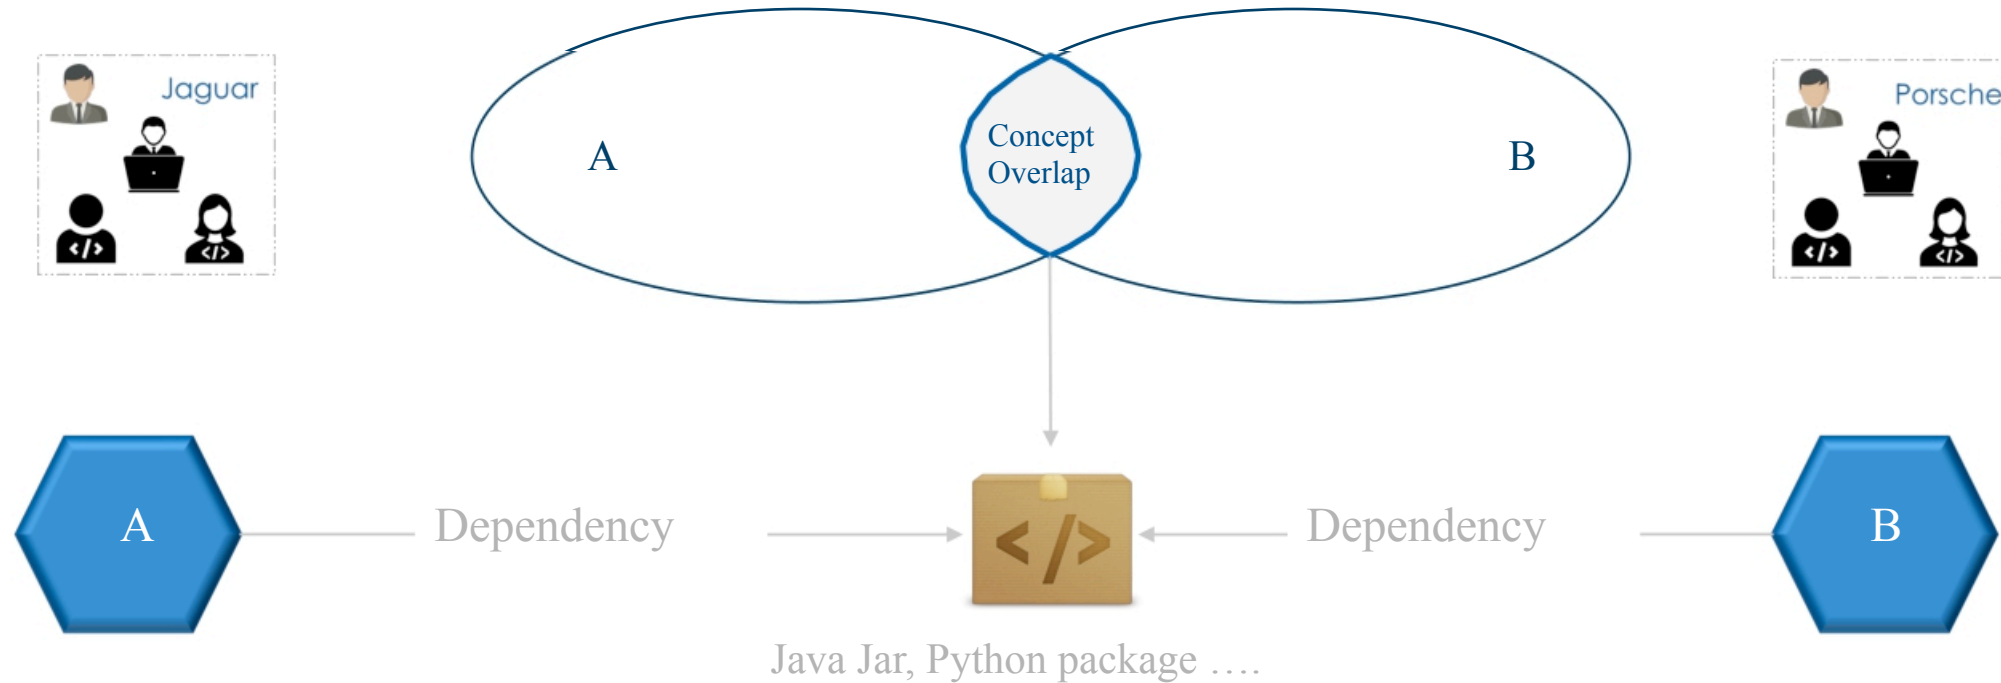 Jaguar
Porsche
A
Concept
Overlap
B
</>
</>
</>
</>
A
Dependency
</>
Dependency
B
Java Jar, Python package ….